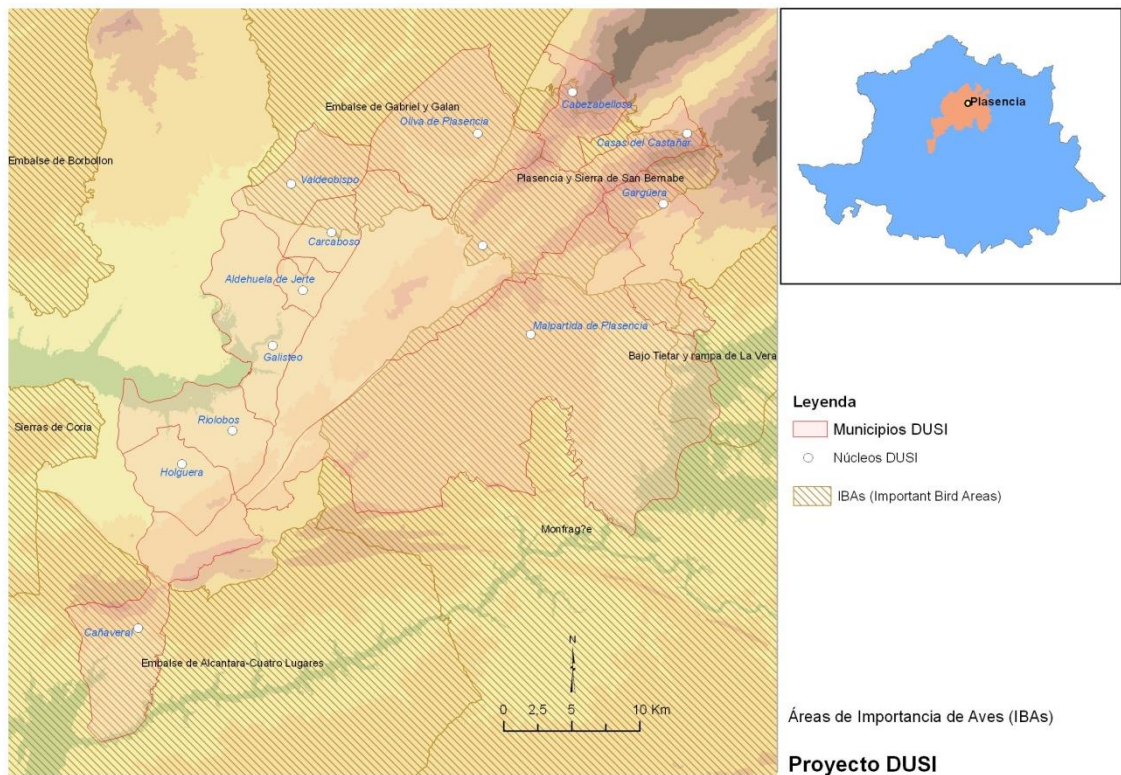 Cabezabellosa
Embalse de Gabriel y Galan
Oliva de Plasencia
Casas del Castañar
Embalse de Borbollon
Plasencia y Sierra de San Bernabe
Valdeobispo
Gargüera
Carcaboso
Aldehuela de Jerte
Malpartida de Plasencia
Galisteo
Bajo Tietar y rampa de La Vera
Riolobos
Sierras de Coria
Holguera
Monfrag?e
Cañaveral
Embalse de Alcantara-Cuatro Lugares
N
0 2,5 5 10 Km
Plasencia
Leyenda
Municipios DUSI
Núcleos DUSI
IBAs (Important Bird Areas)
Áreas de Importancia de Aves (IBAs)
Proyecto DUSI